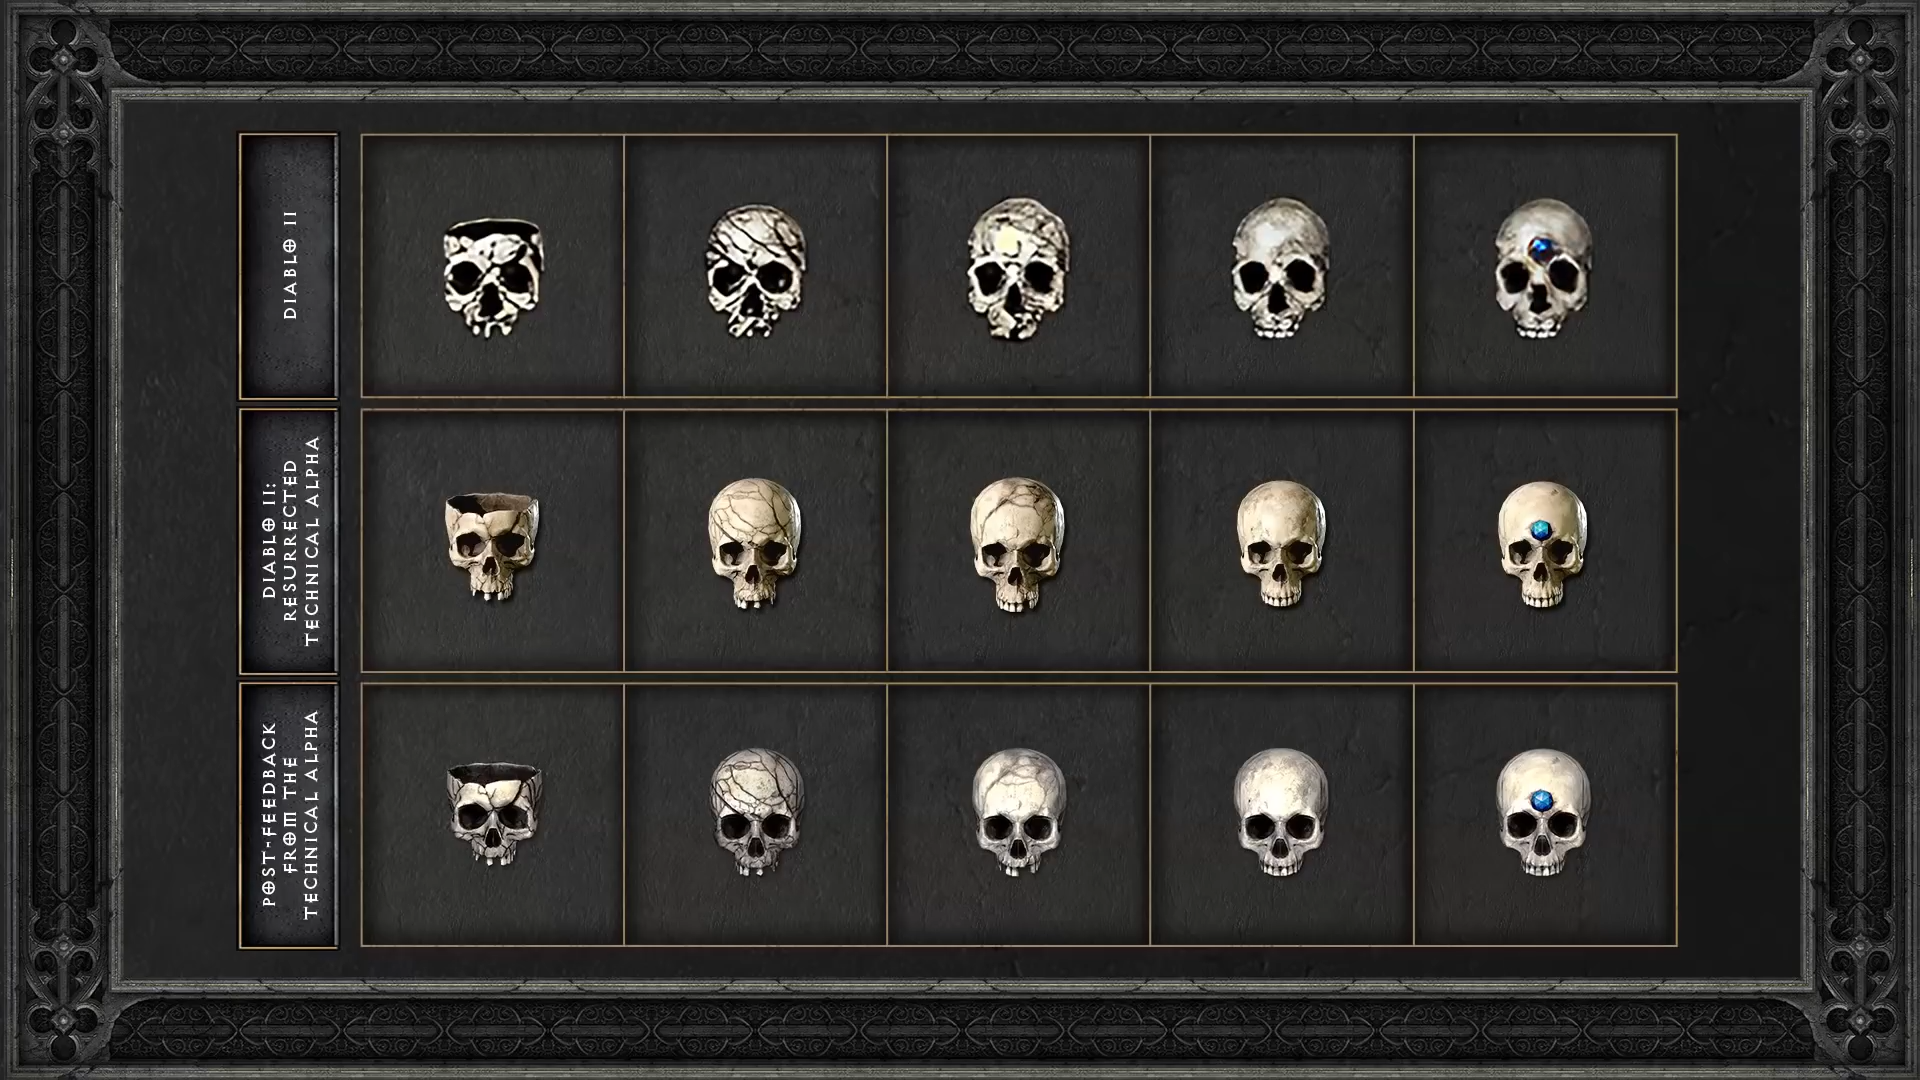 DIABLO II
DIABLO II:
RESURRECTED
TECHNICAL ALPHA
POST-FEEDBACK
FROM THE
TECHNICAL ALPHA